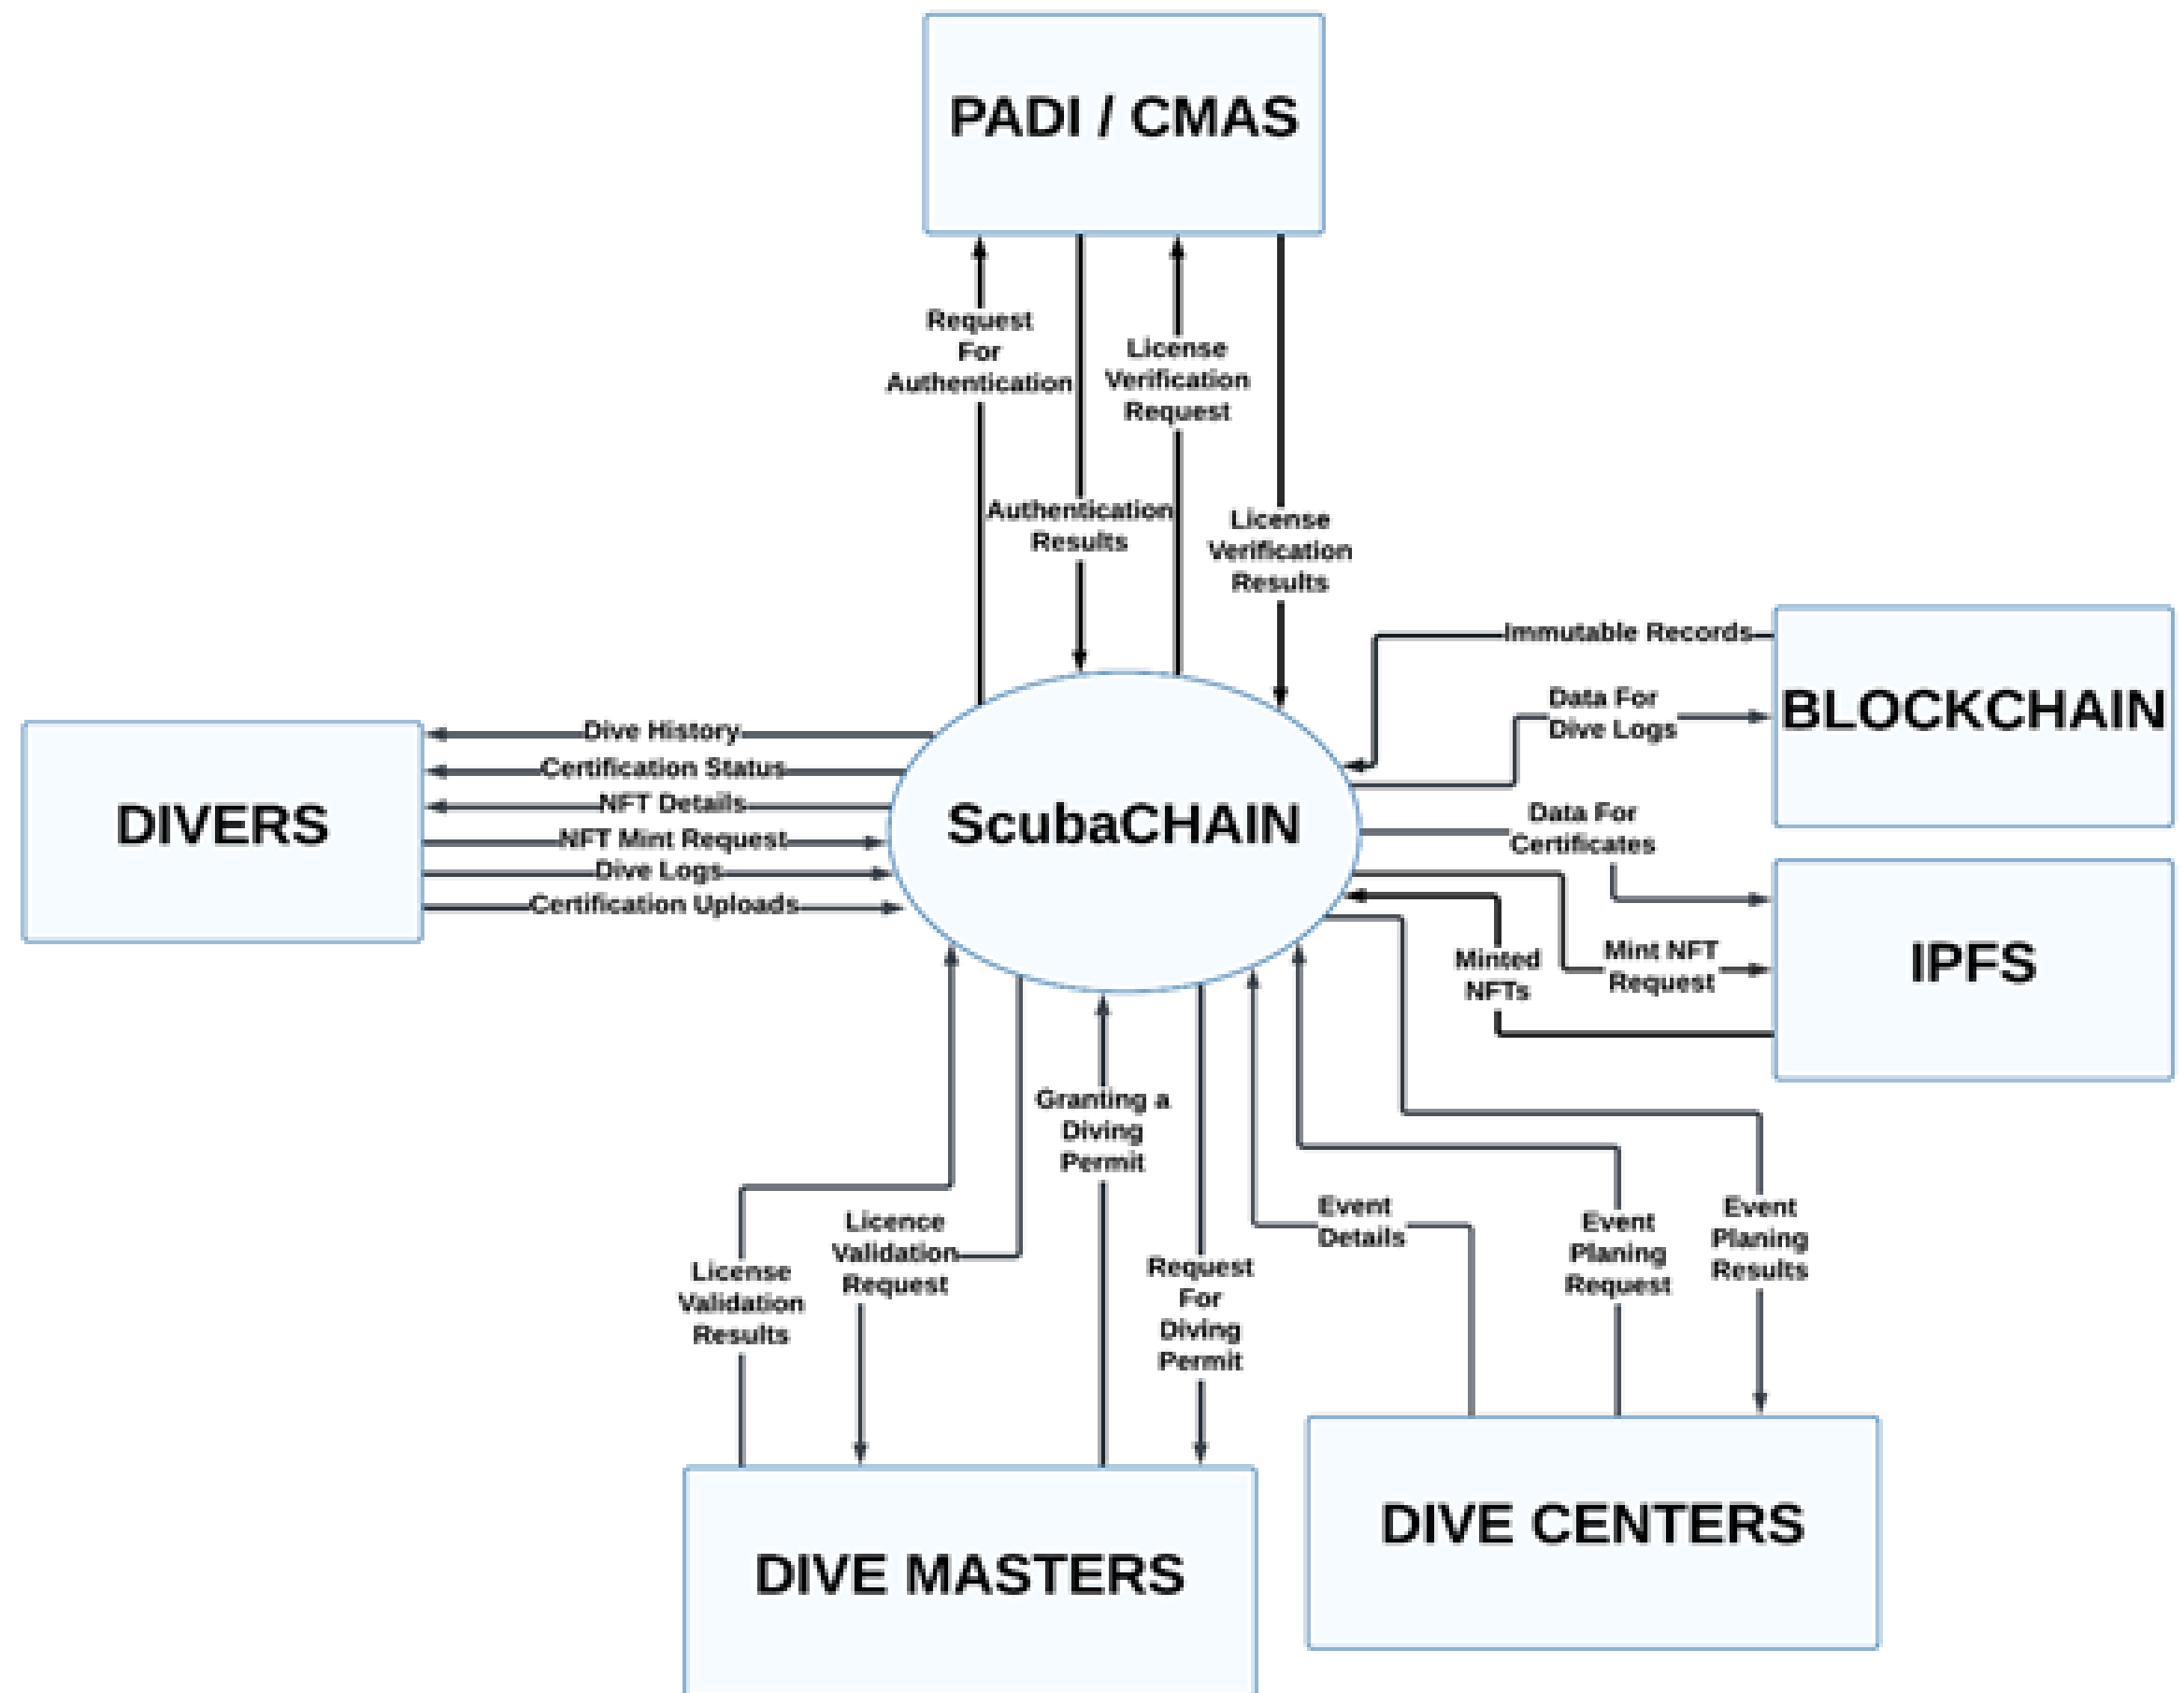 PADI / CMAS
Request
For
Authentication
License
Verification
Request
Authentication
Results
License
Verification
Results
Immutable Records
Data For
Dive Logs
BLOCKCHAIN
Dive History
Certification Status
NFT Details
NFT Mint Request
Dive Logs
Certification Uploads
DIVERS
ScubaCHAIN
Data For
Certificates
Minted
NFTs
Mint NFT
Request
IPFS
Granting a
Diving
Permit
License
Validation
Results
Licence
Validation
Request
Request
For
Diving
Permit
Event
Details
Event
Planing
Request
Event
Planing
Results
DIVE MASTERS
DIVE CENTERS